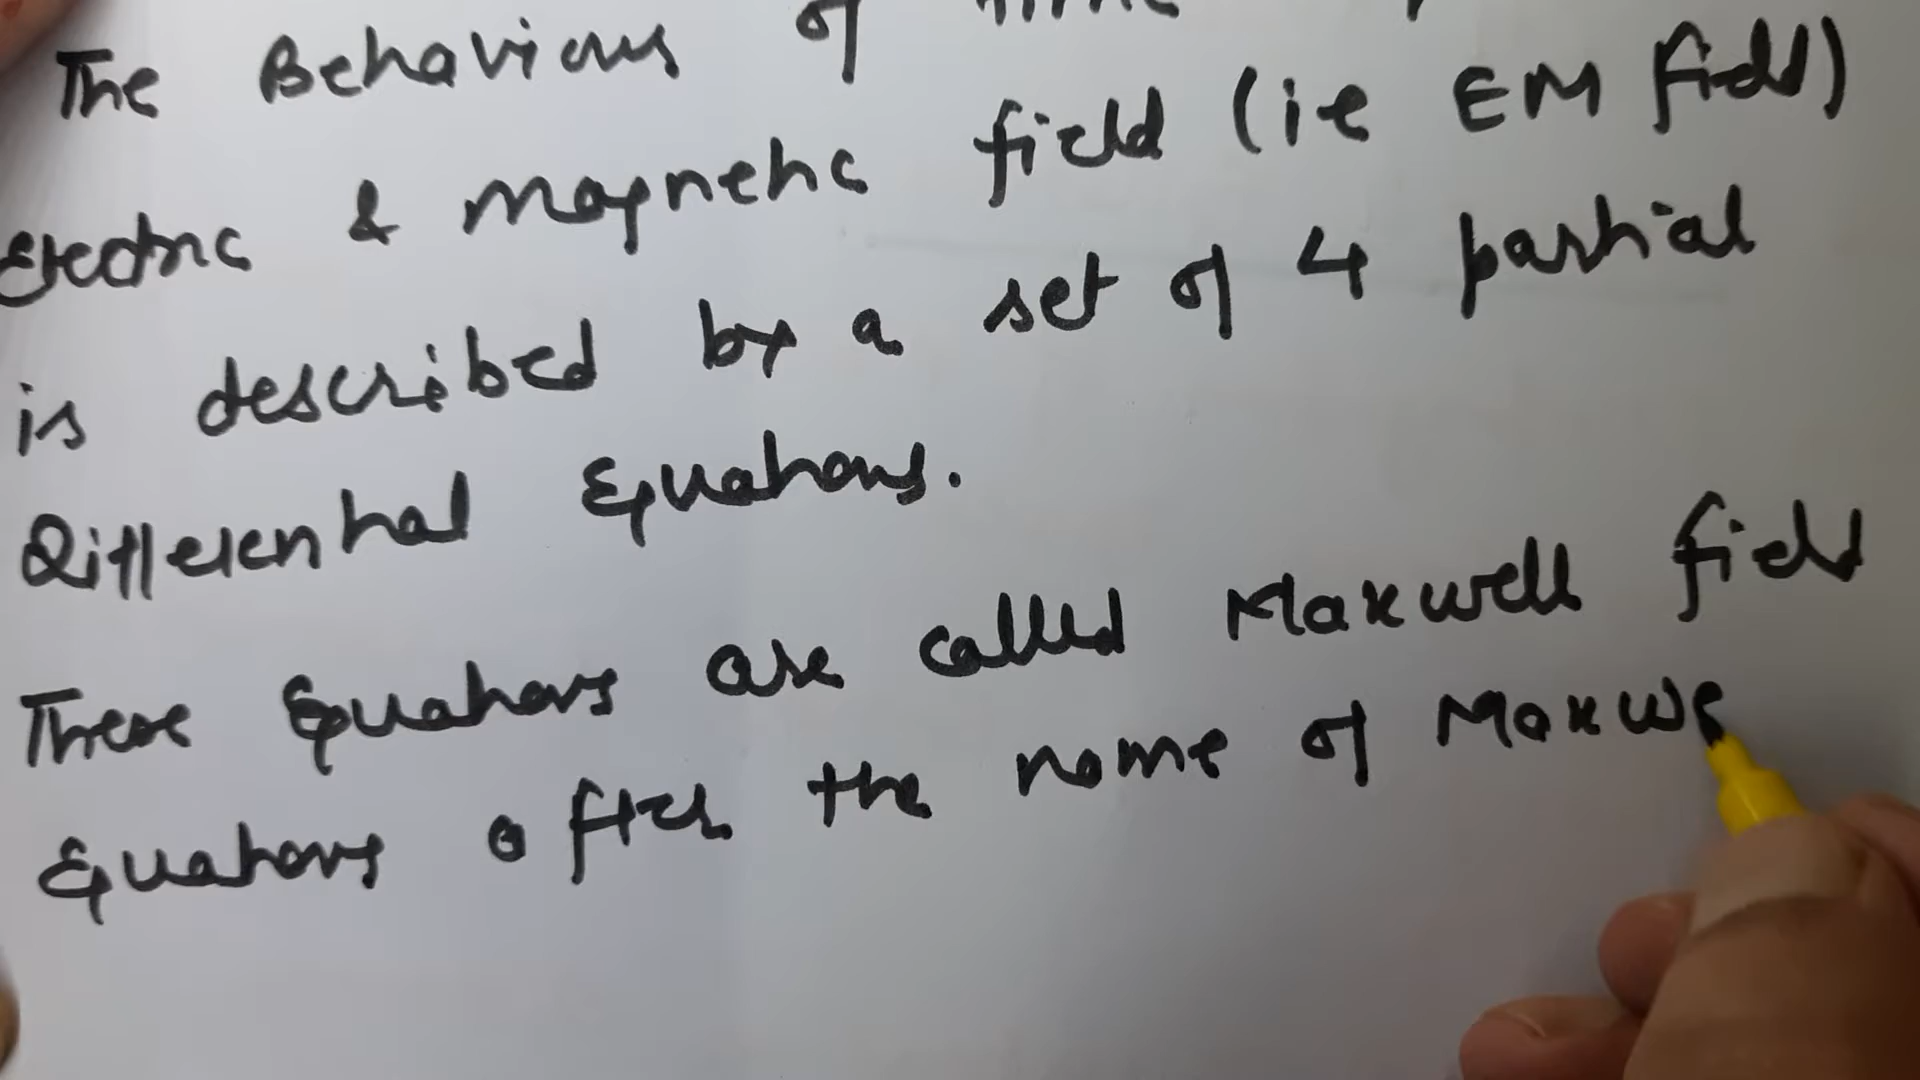 The Behaviour of
Electric & Magnetic field (ie EM field)
is described by a set of 4 partial
Differential Equations.
These Equations are called Maxwell field
Equations after the name of Maxwe